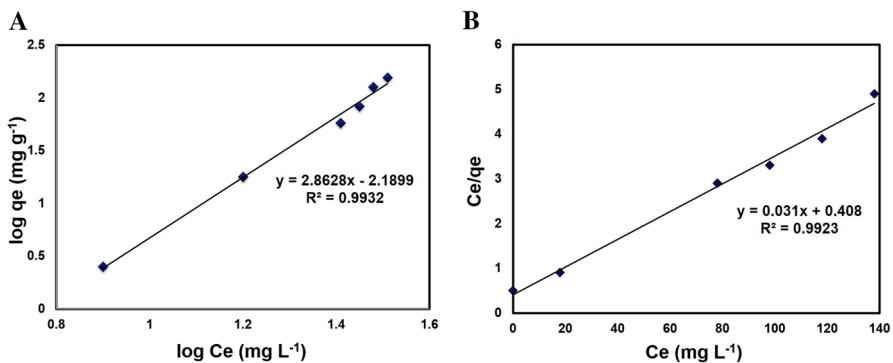 A
2.5
2
1.5
1
0.5
0
0.8
1
1.2
1.4
1.6
log qe (mg g-1)
log Ce (mg L-1)
y = 2.8628x - 2.1899
R² = 0.9932
B
6
5
4
3
2
1
0
0
20
40
60
80
100
120
140
Ce/qe
Ce (mg L-1)
y = 0.031x + 0.408
R² = 0.9923